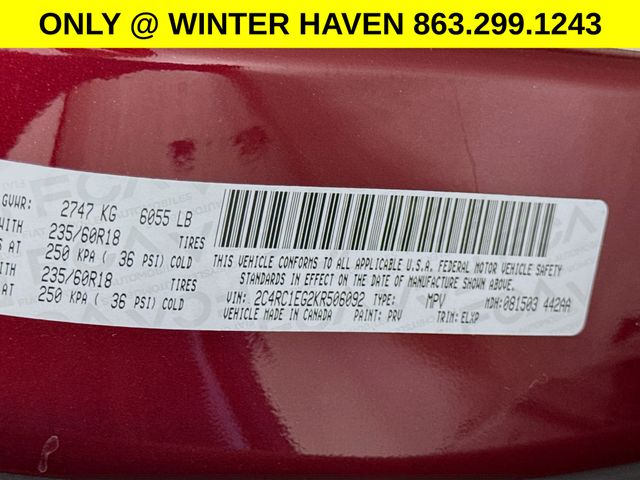 ONLY @ WINTER HAVEN 863.299.1243
GVWR: 2747 KG 6055 LB
WITH 235/60R18 TIRES
S AT 250 KPA ( 36 PSI) COLD
WITH 235/60R18 TIRES
AT 250 KPA ( 36 PSI) COLD
THIS VEHICLE CONFORMS TO ALL APPLICABLE U.S.A. FEDERAL MOTOR VEHICLE SAFETY
STANDARDS IN EFFECT ON THE DATE OF MANUFACTURE SHOWN ABOVE.
VIN: 2C4RC1EG2KR506092 TYPE: MPV MDH: 081503 442AA
VEHICLE MADE IN CANADA PAINT: PRV TRIM: ELXP